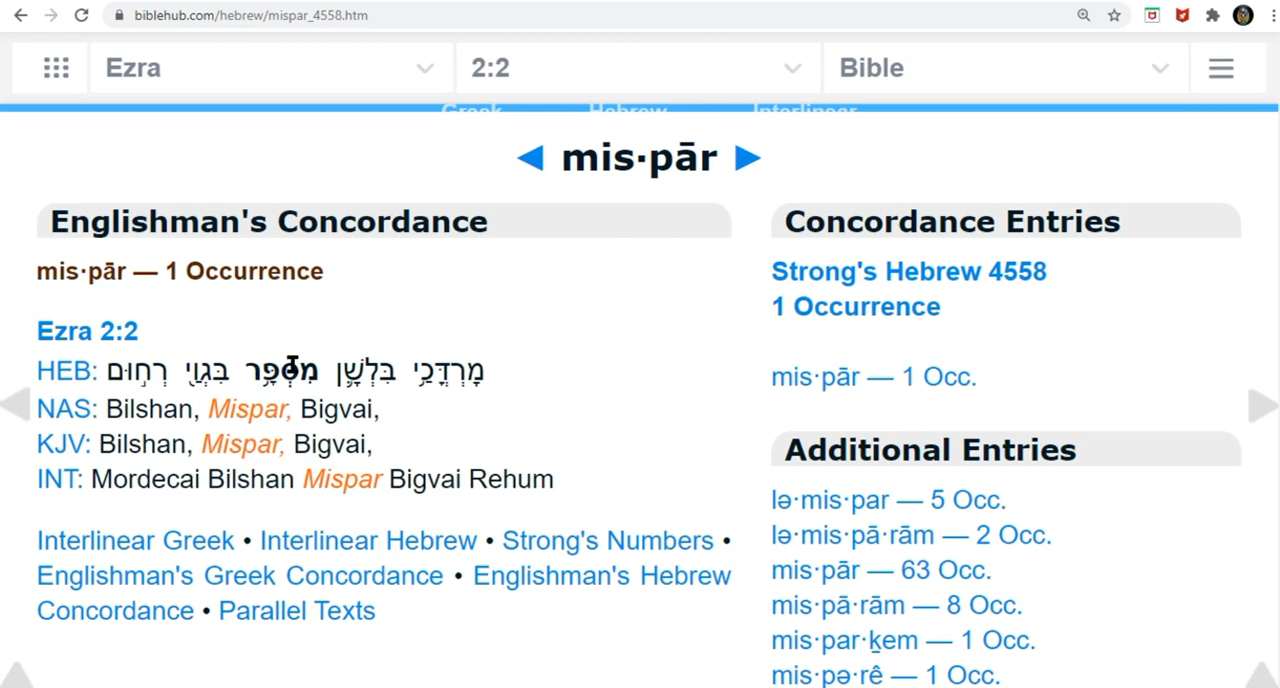 biblehub.com/hebrew/mispar_4558.htm
Ezra 2:2 Bible
Greek Hebrew Interlinear
◄ mis·pār ►
Englishman's Concordance
mis·pār — 1 Occurrence
Ezra 2:2
HEB: מָרְדֳּכַ֥י בִּלְשָׁ֛ן מִסְפָּ֥ר בִּגְוַ֖י רְח֣וּם
NAS: Bilshan, Mispar, Bigvai,
KJV: Bilshan, Mispar, Bigvai,
INT: Mordecai Bilshan Mispar Bigvai Rehum
Interlinear Greek • Interlinear Hebrew • Strong's Numbers •
Englishman's Greek Concordance • Englishman's Hebrew
Concordance • Parallel Texts
Concordance Entries
Strong's Hebrew 4558
1 Occurrence
mis·pār — 1 Occ.
Additional Entries
lə·mis·par — 5 Occ.
lə·mis·pā·rām — 2 Occ.
mis·pār — 63 Occ.
mis·pā·rām — 8 Occ.
mis·par·ḵem — 1 Occ.
mis·pə·rê — 1 Occ.